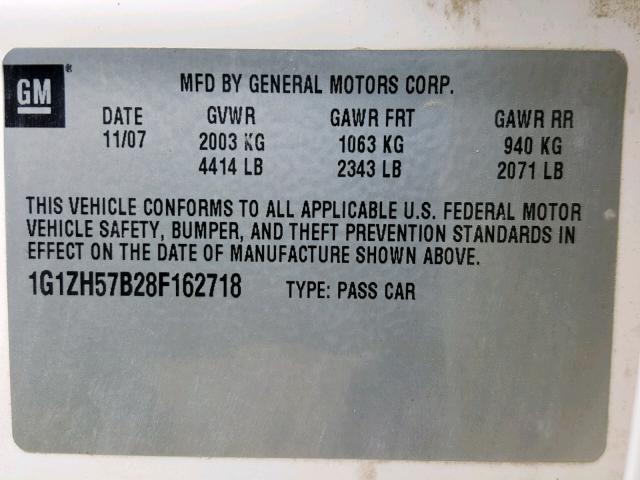 GM®
MFD BY GENERAL MOTORS CORP.
DATE GVWR GAWR FRT GAWR RR
11/07 2003 KG 1063 KG 940 KG
4414 LB 2343 LB 2071 LB
THIS VEHICLE CONFORMS TO ALL APPLICABLE U.S. FEDERAL MOTOR
VEHICLE SAFETY, BUMPER, AND THEFT PREVENTION STANDARDS IN
EFFECT ON THE DATE OF MANUFACTURE SHOWN ABOVE.
1G1ZH57B28F162718 TYPE: PASS CAR